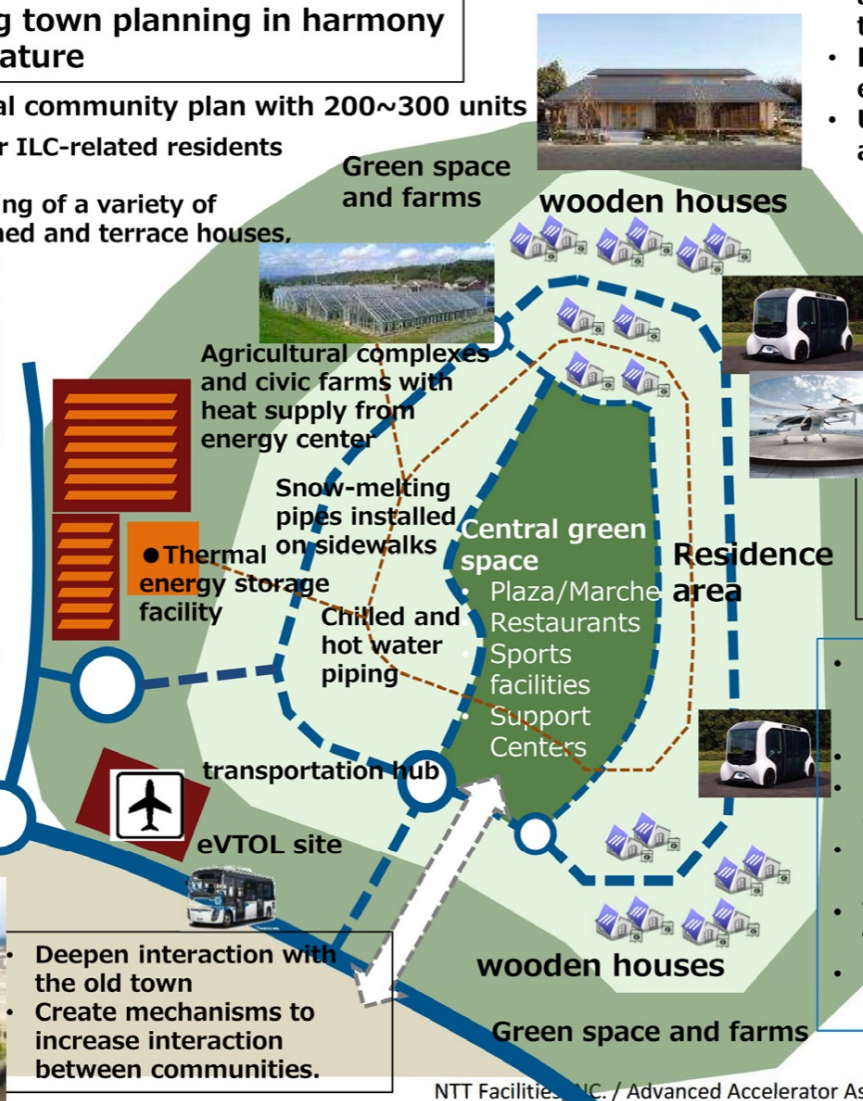 town planning in harmony
al community plan with 200~300 units
ILC-related residents
Green space
and farms
ing of a variety of
and terrace houses,
wooden houses
Agricultural complexes
and civic farms with
heat supply from
energy center
Snow-melting
pipes installed
on sidewalks
Central green
space
• Plaza/Marche
• Restaurants
• Sports
facilities
• Support
Centers
Residence
area
●Thermal
energy storage
facility
Chilled and
hot water
piping
transportation hub
eVTOL site
• Deepen interaction with
the old town
• Create mechanisms to
increase interaction
between communities.
wooden houses
Green space and farms
NTT Facilities / Advanced Accelerator